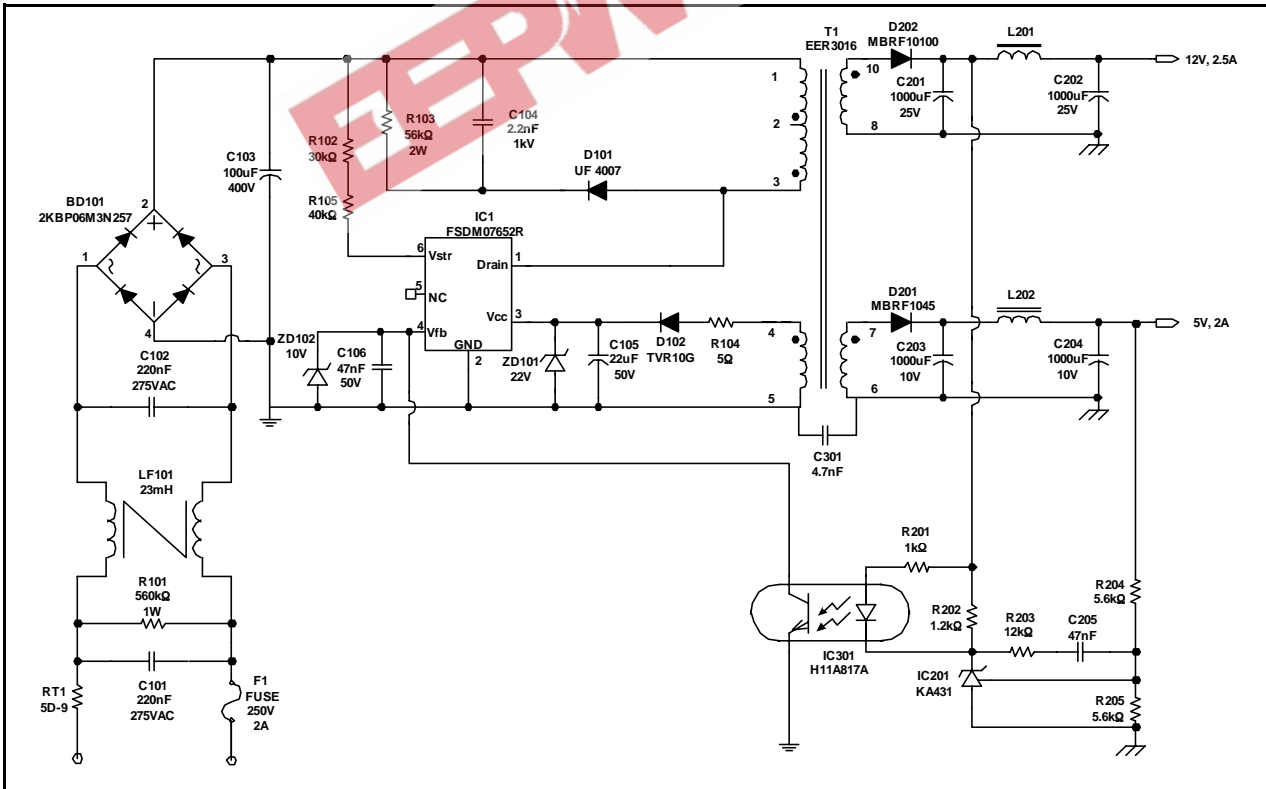 EEPW
T1
EER3016
D202
MBRF10100
L201
1
10
12V, 2.5A
C201
1000uF
25V
C202
1000uF
25V
2
8
3
R102
30kΩ
R103
56kΩ
2W
C104
2.2nF
1kV
C103
100uF
400V
D101
UF 4007
R105
40kΩ
BD101
2KBP06M3N257
2
1
3
4
IC1
FSDM07652R
6
Vstr
Drain
1
5
NC
Vcc
3
4
Vfb
GND
2
ZD102
10V
C106
47nF
50V
ZD101
22V
C105
22uF
50V
D102
TVR10G
R104
5Ω
4
5
D201
MBRF1045
L202
7
5V, 2A
C203
1000uF
10V
C204
1000uF
10V
6
C301
4.7nF
C102
220nF
275VAC
LF101
23mH
R101
560kΩ
1W
C101
220nF
275VAC
RT1
5D-9
F1
FUSE
250V
2A
R201
1kΩ
R202
1.2kΩ
R203
12kΩ
C205
47nF
R204
5.6kΩ
IC301
H11A817A
IC201
KA431
R205
5.6kΩ